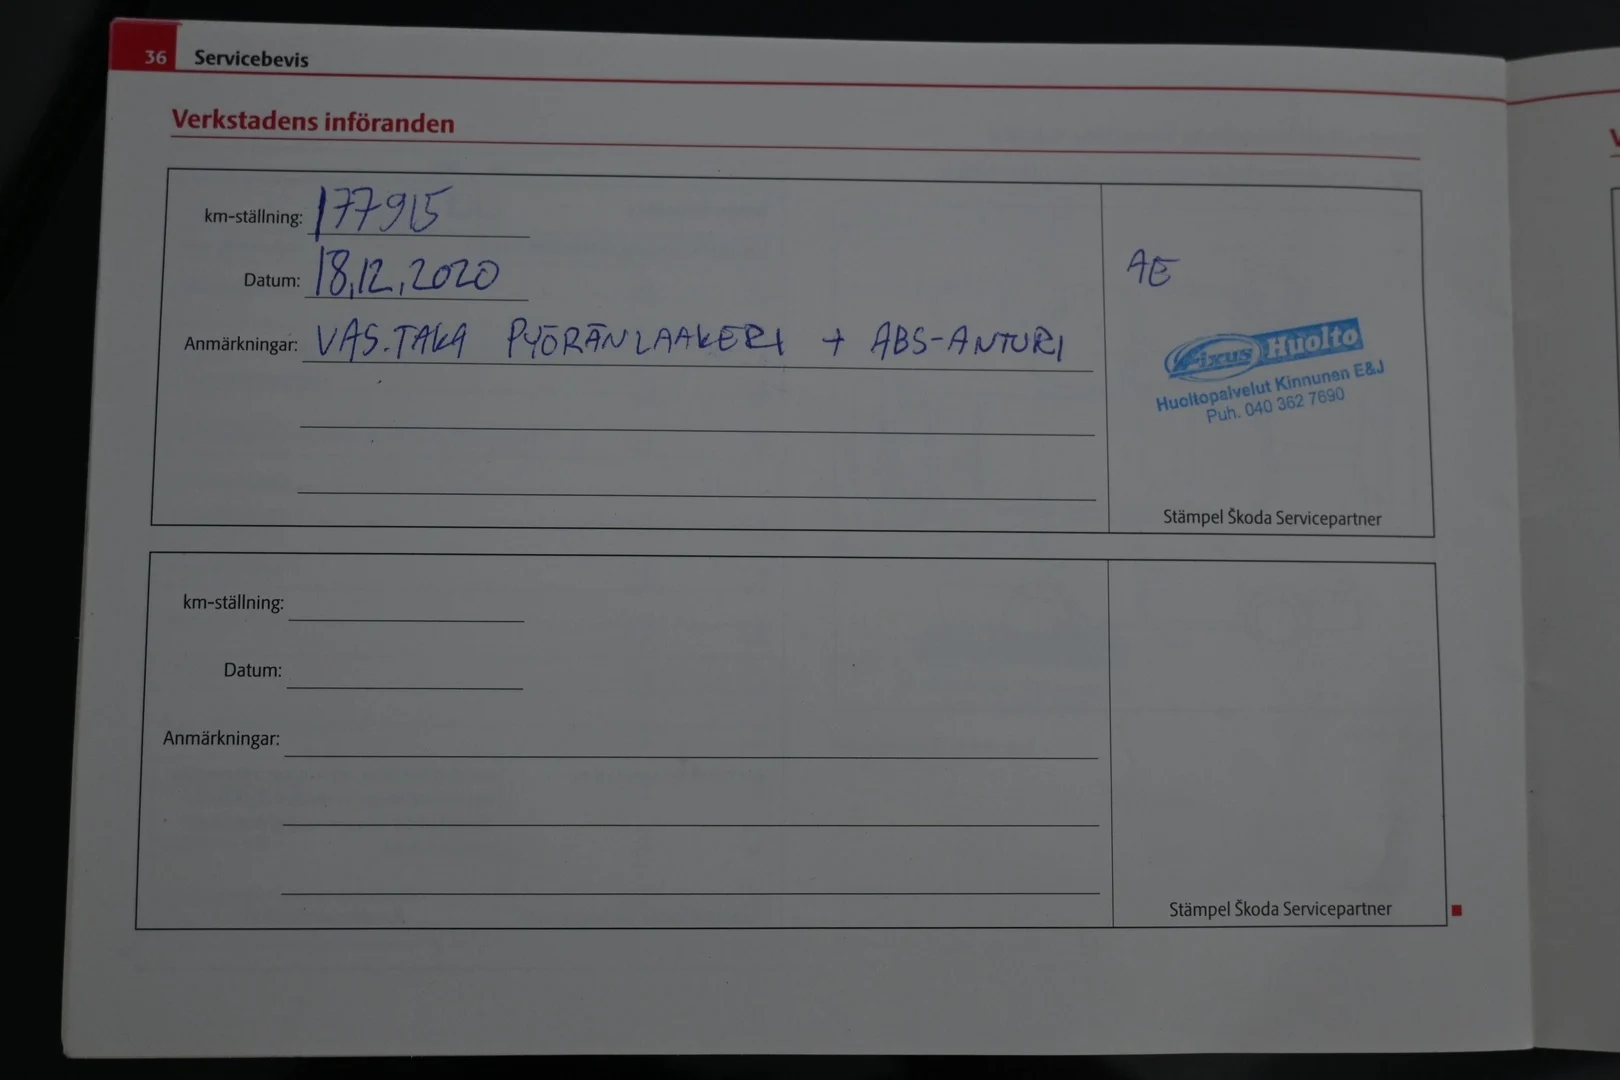 36 Servicebevis
Verkstadens införanden
km-ställning: 177915
Datum: 18.12.2020
Anmärkningar: VAS.TAKA PYÖRÄNLAAKERI + ABS-ANTURI
AE
Fixus Huolto
Huoltopalvelut Kinnunen E&J
Puh. 040 362 7690
Stämpel Škoda Servicepartner
km-ställning:
Datum:
Anmärkningar:
Stämpel Škoda Servicepartner